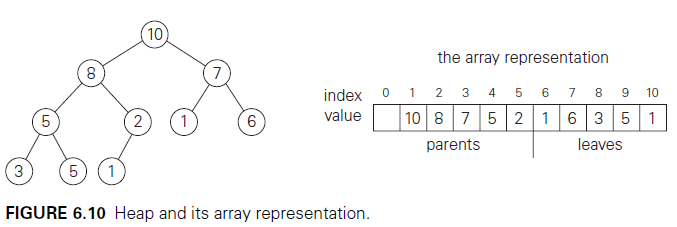 10
8 7
5 2 1 6
3 5 1
the array representation
index 0 1 2 3 4 5 6 7 8 9 10
value 10 8 7 5 2 1 6 3 5 1
parents leaves
FIGURE 6.10 Heap and its array representation.